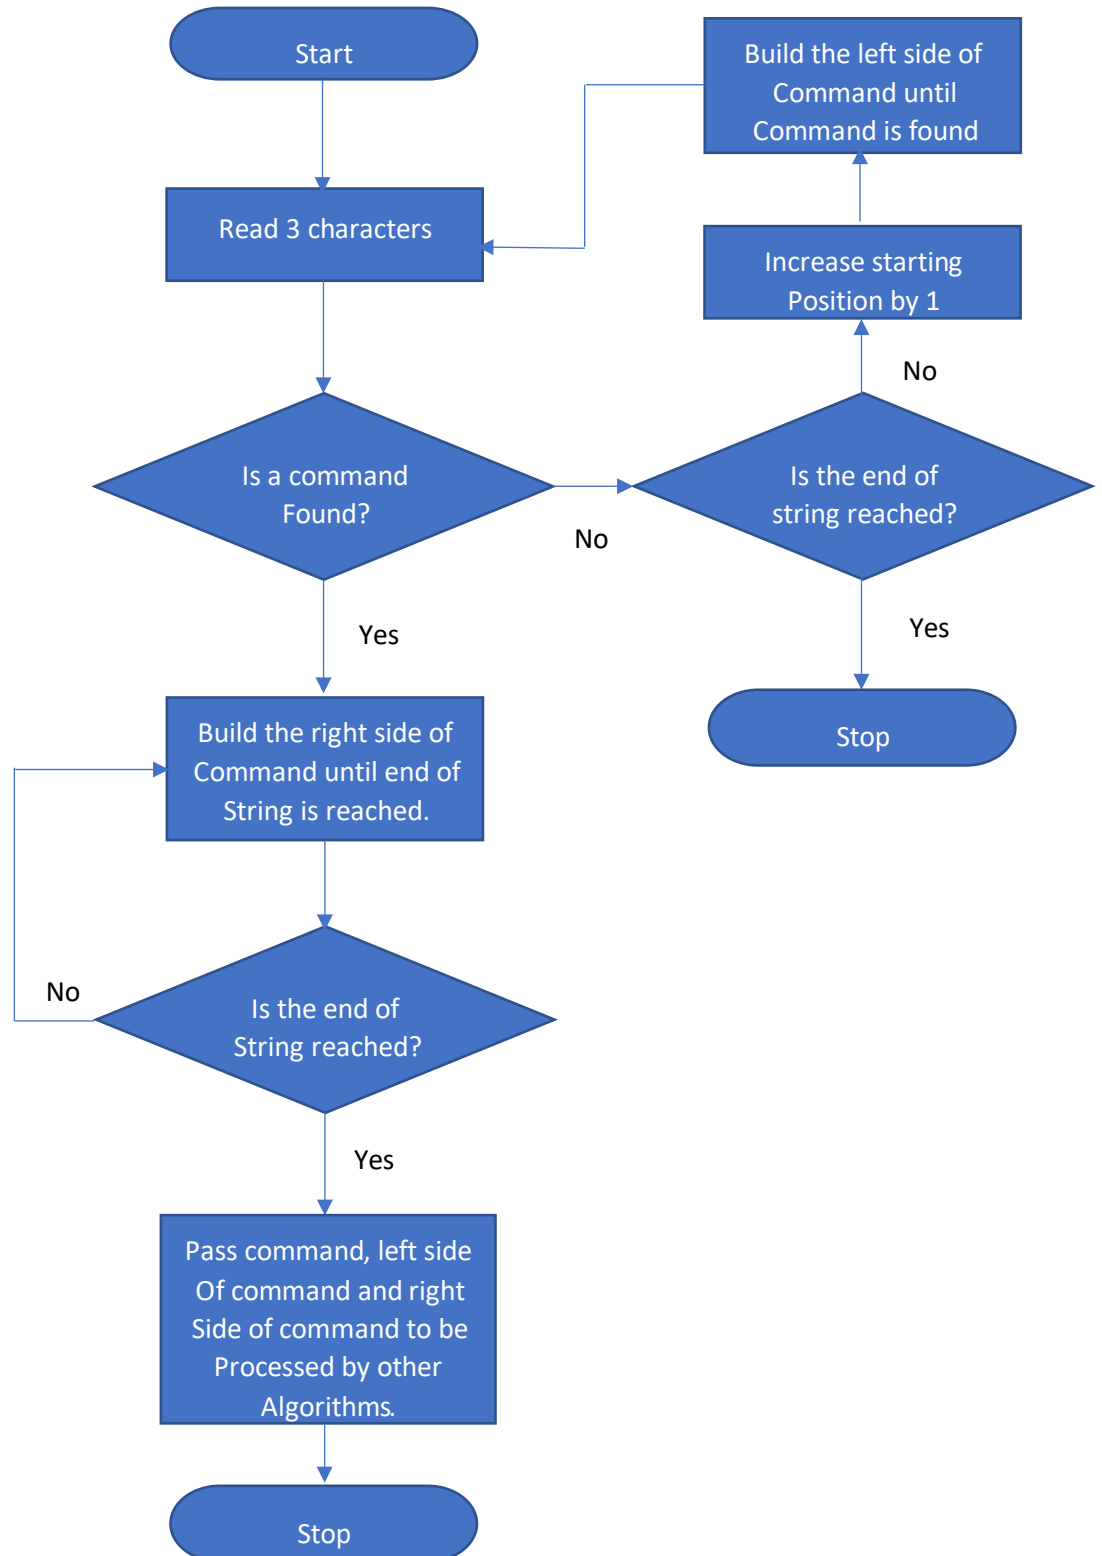 Start
Read 3 characters
Is a command
Found?
No
Yes
Build the right side of
Command until end of
String is reached.
Is the end of
String reached?
No
Yes
Pass command, left side
Of command and right
Side of command to be
Processed by other
Algorithms.
Stop
Build the left side of
Command until
Command is found
Increase starting
Position by 1
No
Is the end of
string reached?
Yes
Stop